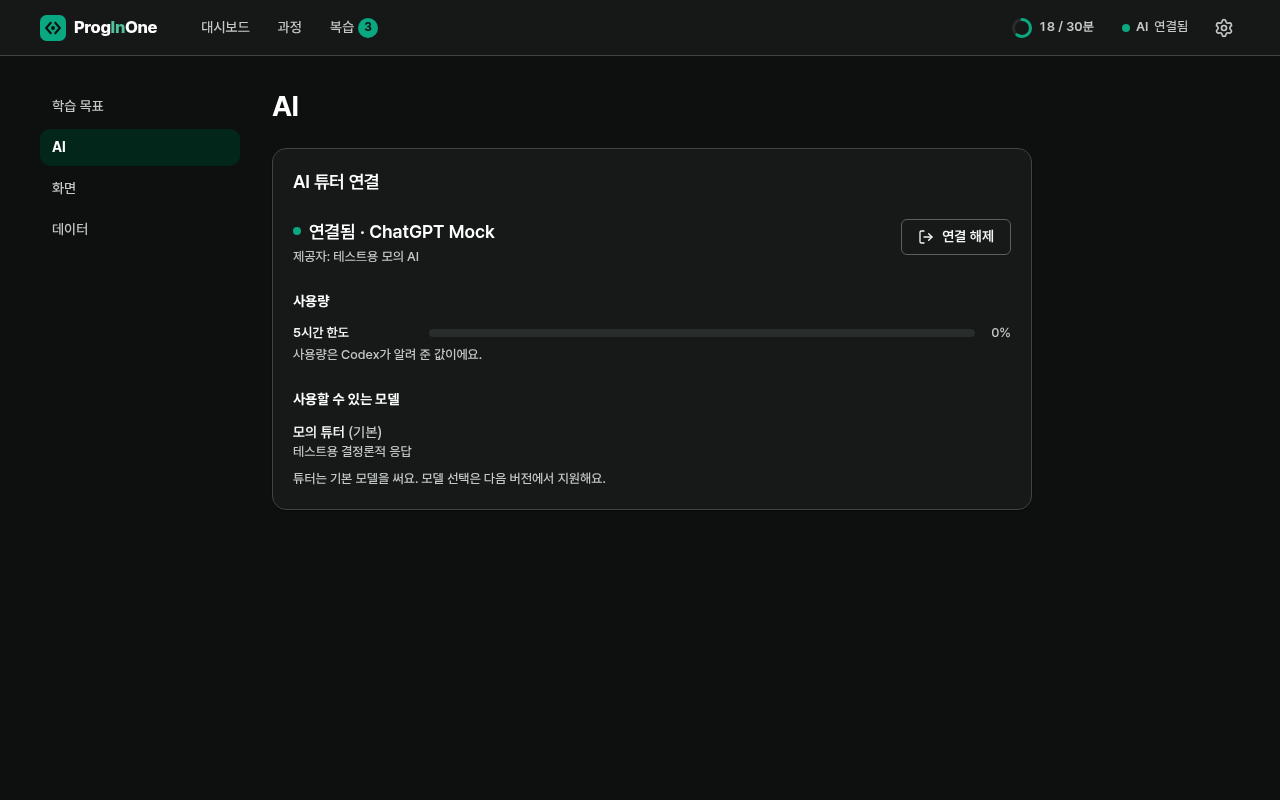 ProgInOne
대시보드
과정
복습 3
18 / 30분
AI 연결됨
학습 목표
AI
화면
데이터
AI
AI 튜터 연결
연결됨 · ChatGPT Mock
제공자: 테스트용 모의 AI
연결 해제
사용량
5시간 한도
0%
사용량은 Codex가 알려 준 값이에요.
사용할 수 있는 모델
모의 튜터 (기본)
테스트용 결정론적 응답
튜터는 기본 모델을 써요. 모델 선택은 다음 버전에서 지원해요.